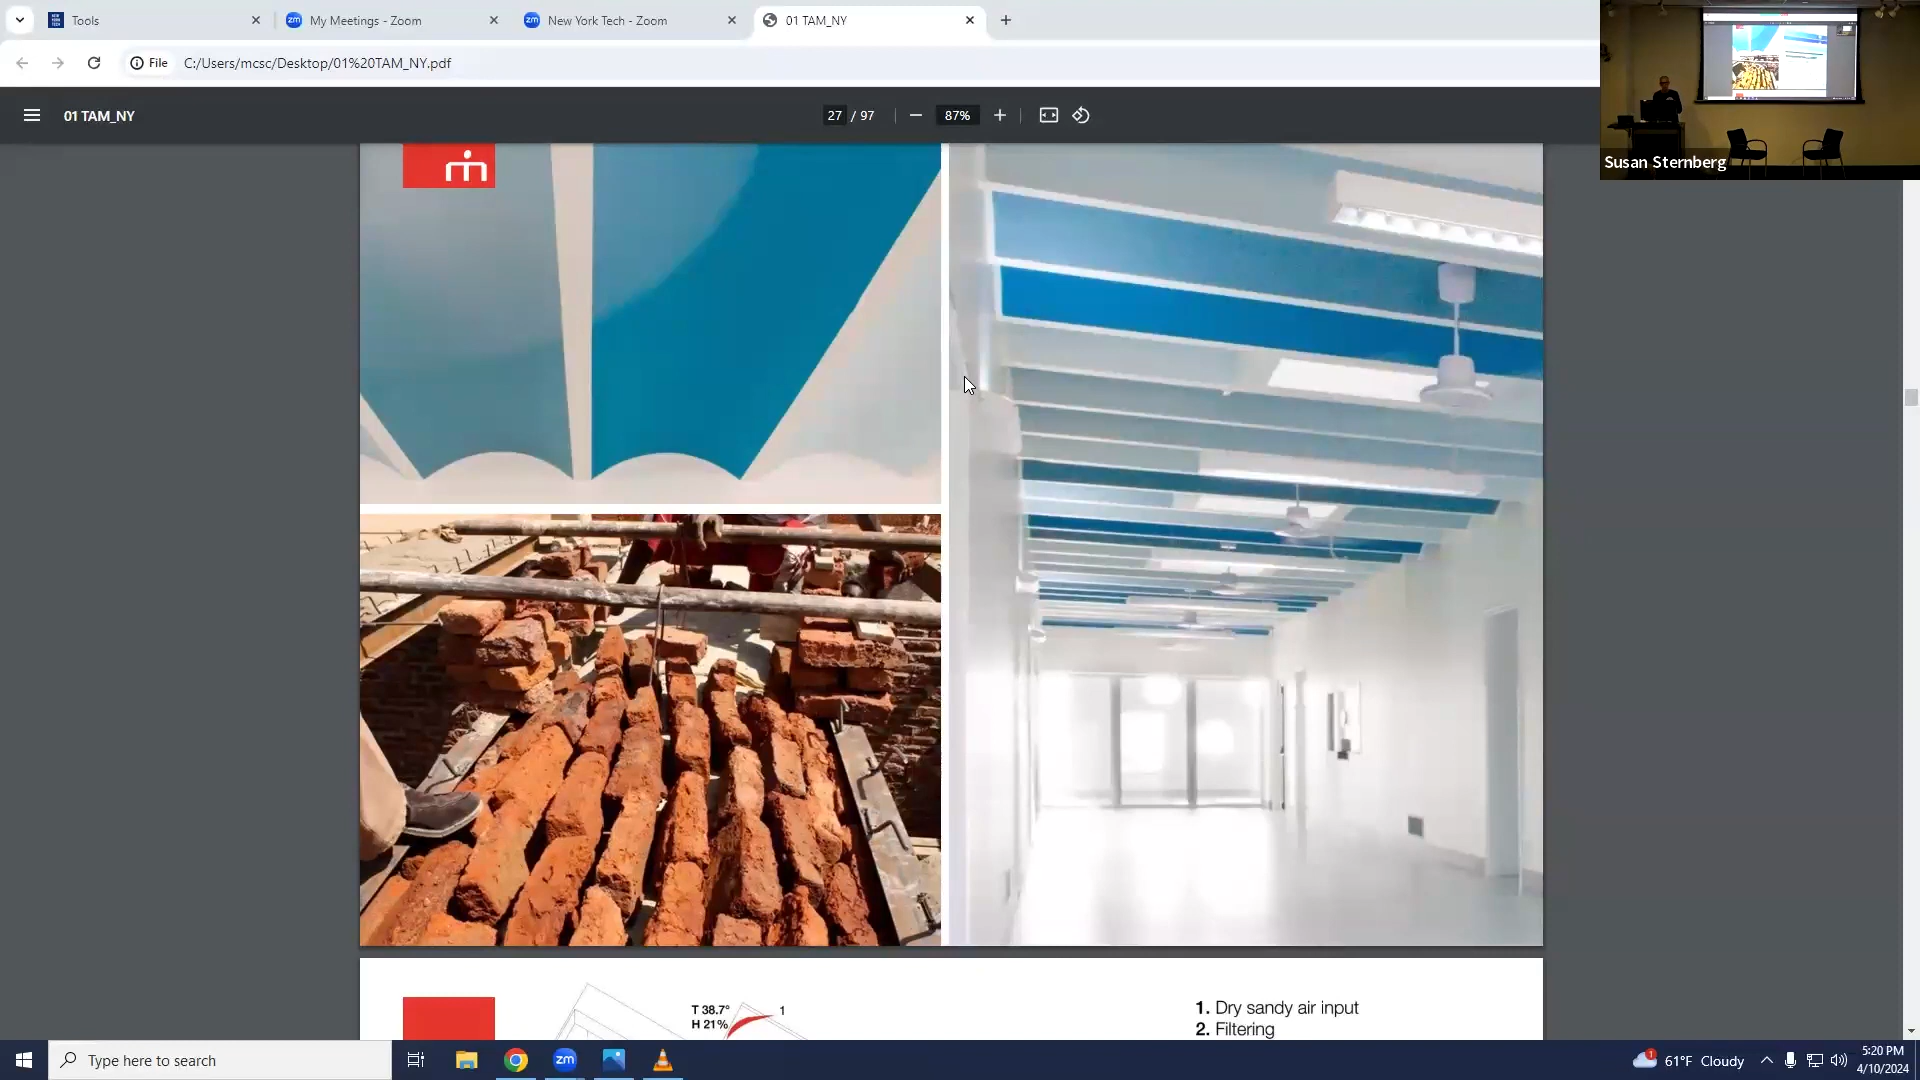 Tools
My Meetings - Zoom
New York Tech - Zoom
01 TAM_NY
File
C:/Users/mcsc/Desktop/01%20TAM_NY.pdf
01 TAM_NY
27 / 97
87%
Susan Sternberg
T 38.7°
H 21%
1
1. Dry sandy air input
2. Filtering
Type here to search
zm
1
61°F Cloudy
5:20 PM
4/10/2024